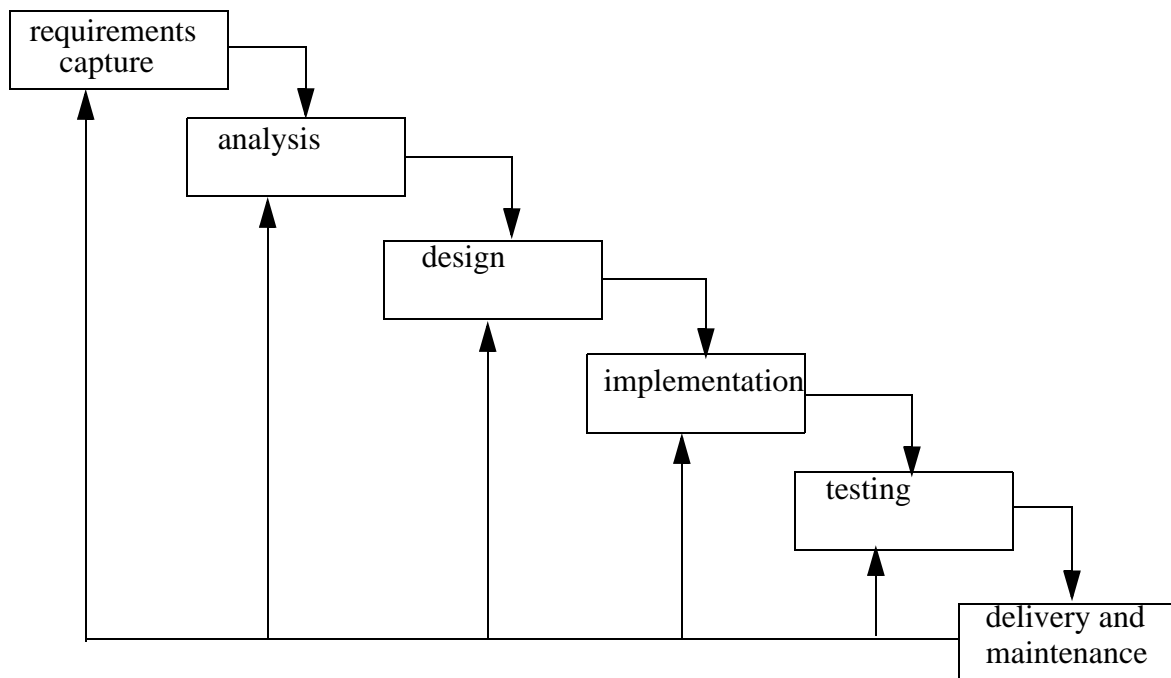 requirements
capture
analysis
design
implementation
testing
delivery and
maintenance